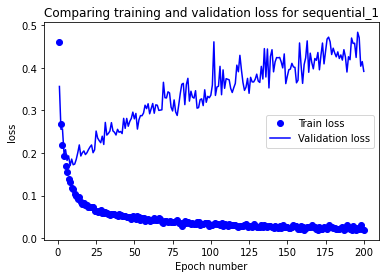 Comparing training and validation loss for sequential_1
0.5
0.4
0.3
0.2
0.1
0.0
loss
Train loss
Validation loss
0 25 50 75 100 125 150 175 200
Epoch number